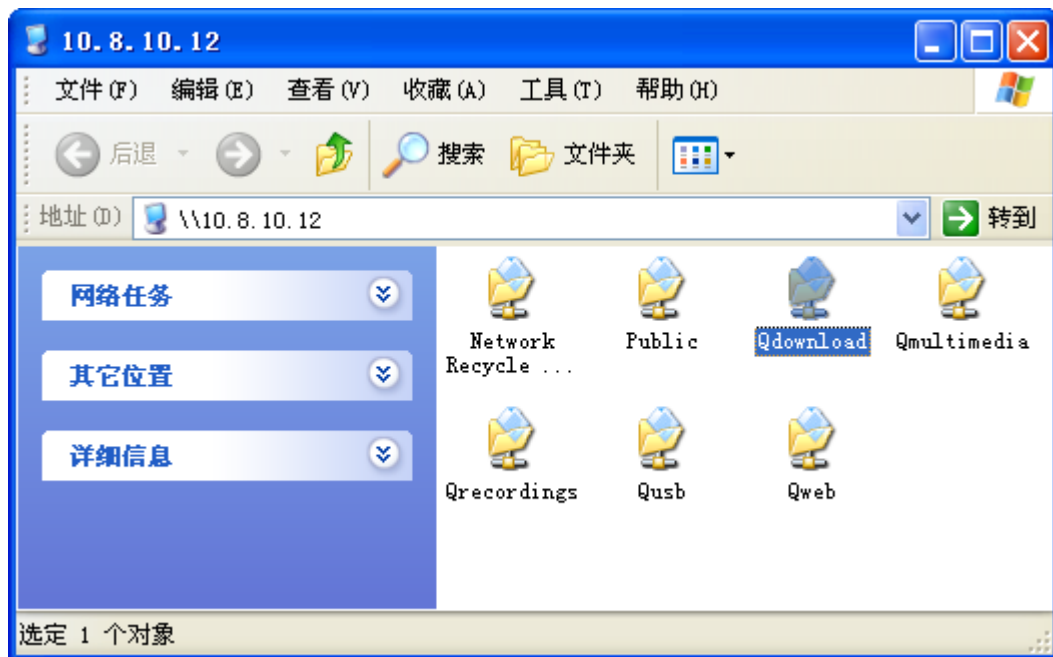 10.8.10.12
文件(F) 编辑(E) 查看(V) 收藏(A) 工具(T) 帮助(H)
后退 搜索 文件夹
地址(D) \\10.8.10.12 转到
网络任务
其它位置
详细信息
Network Recycle ...
Public
Qdownload
Qmultimedia
Qrecordings
Qusb
Qweb
选定 1 个对象